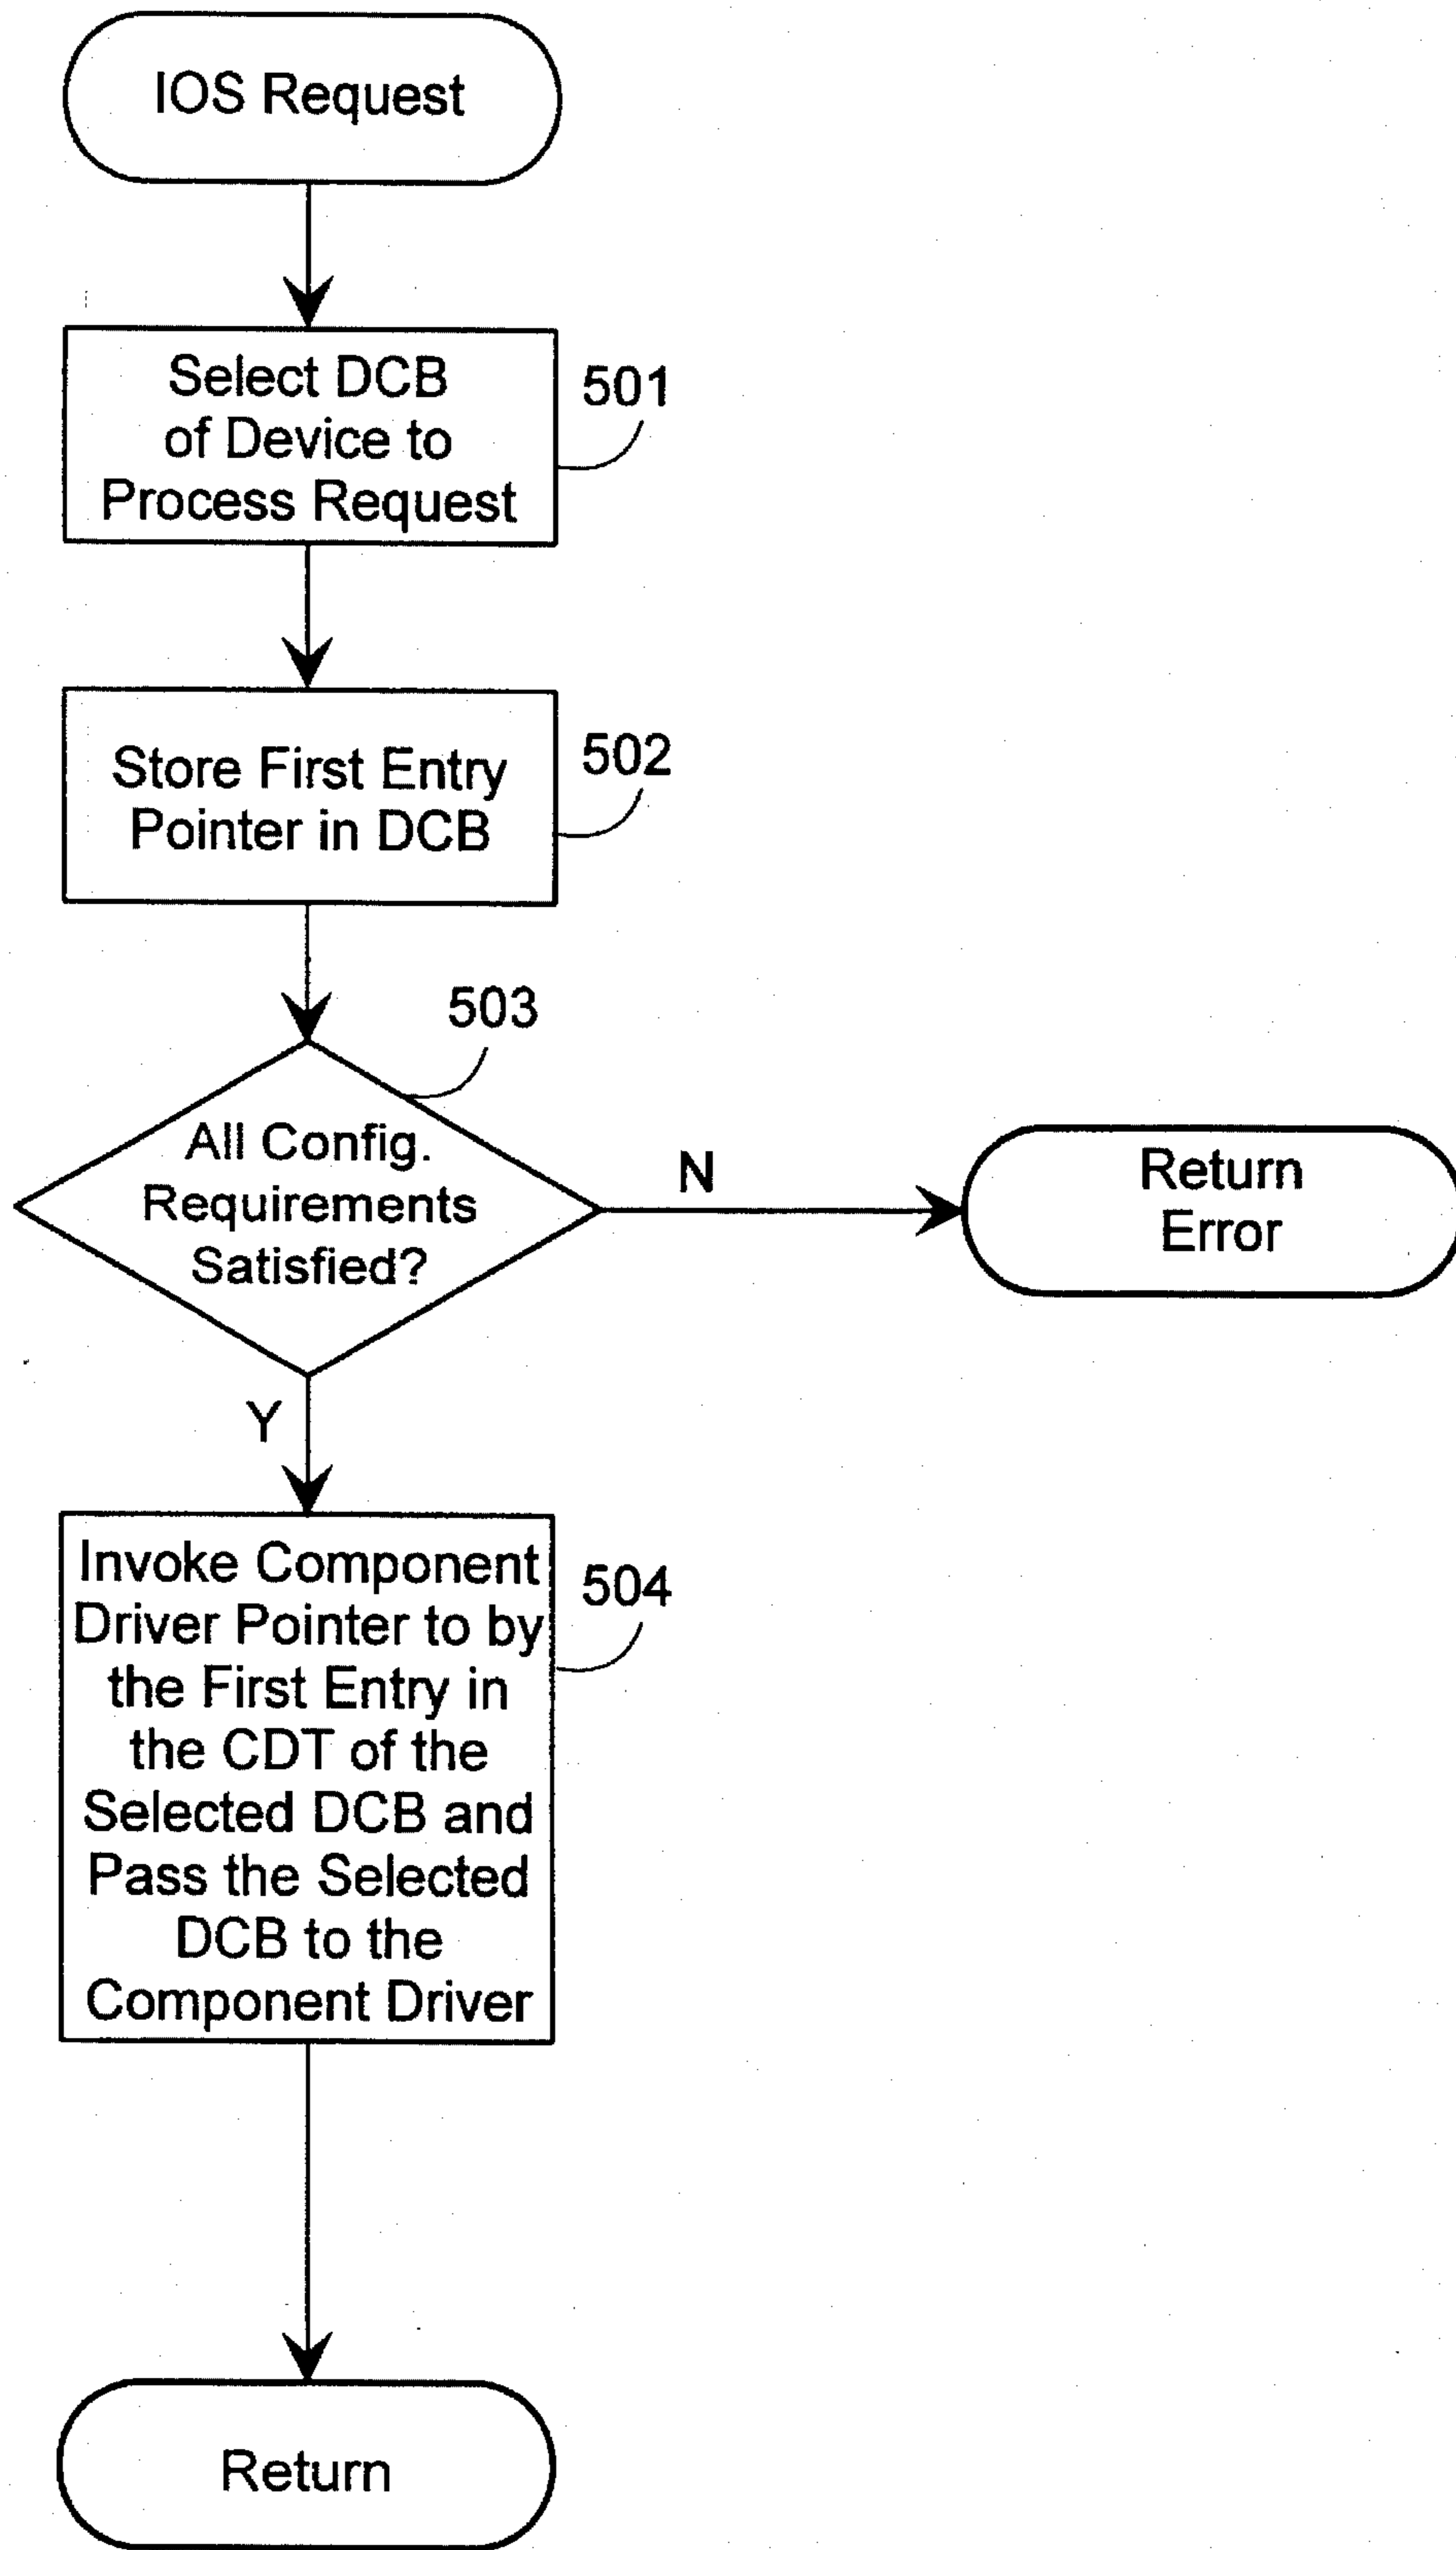 IOS Request
Select DCB
of Device to
Process Request
501
Store First Entry
Pointer in DCB
502
503
All Config.
Requirements
Satisfied?
N
Return
Error
Y
Invoke Component
Driver Pointer to by
the First Entry in
the CDT of the
Selected DCB and
Pass the Selected
DCB to the
Component Driver
504
Return